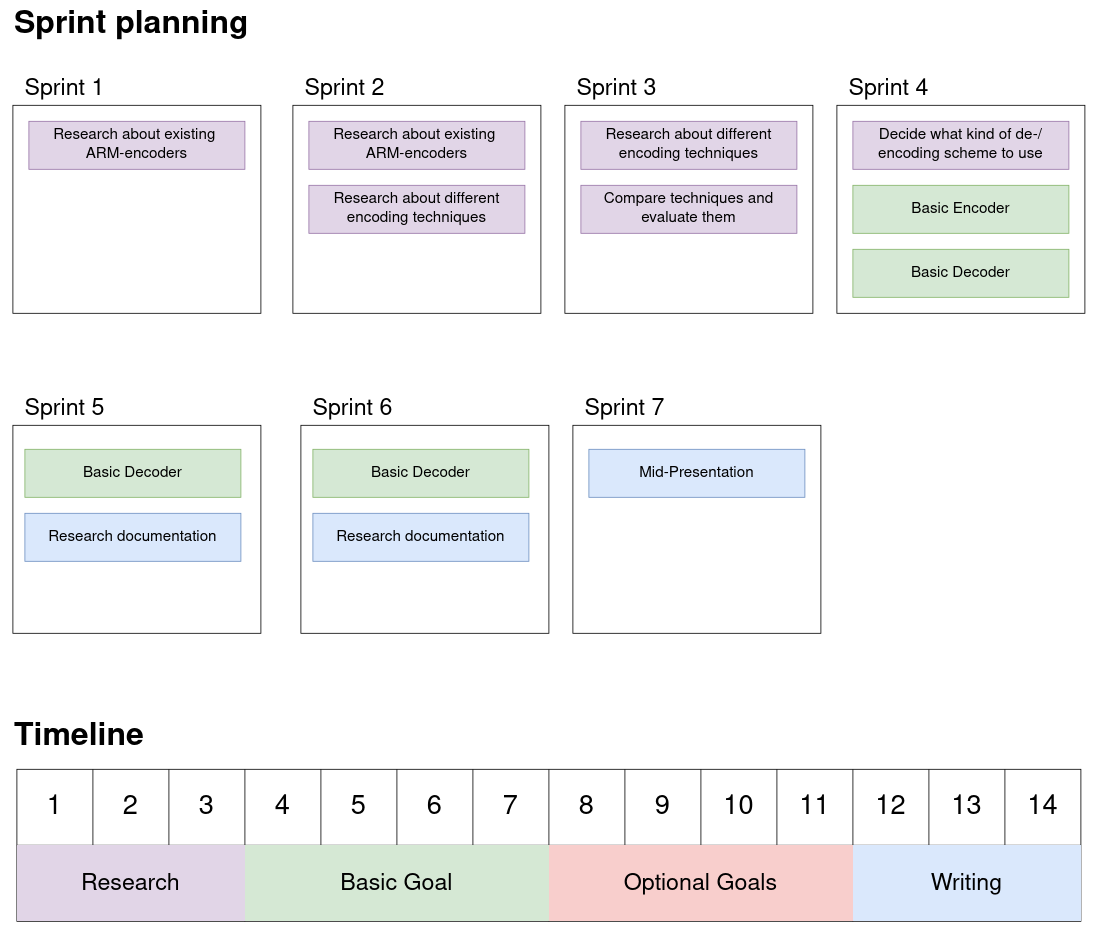 Sprint planning
Sprint 1
Research about existing
ARM-encoders
Sprint 2
Research about existing
ARM-encoders
Research about different
encoding techniques
Sprint 3
Research about different
encoding techniques
Compare techniques and
evaluate them
Sprint 4
Decide what kind of de-/
encoding scheme to use
Basic Encoder
Basic Decoder
Sprint 5
Basic Decoder
Research documentation
Sprint 6
Basic Decoder
Research documentation
Sprint 7
Mid-Presentation
Timeline
1 2 3 4 5 6 7 8 9 10 11 12 13 14
Research Basic Goal Optional Goals Writing